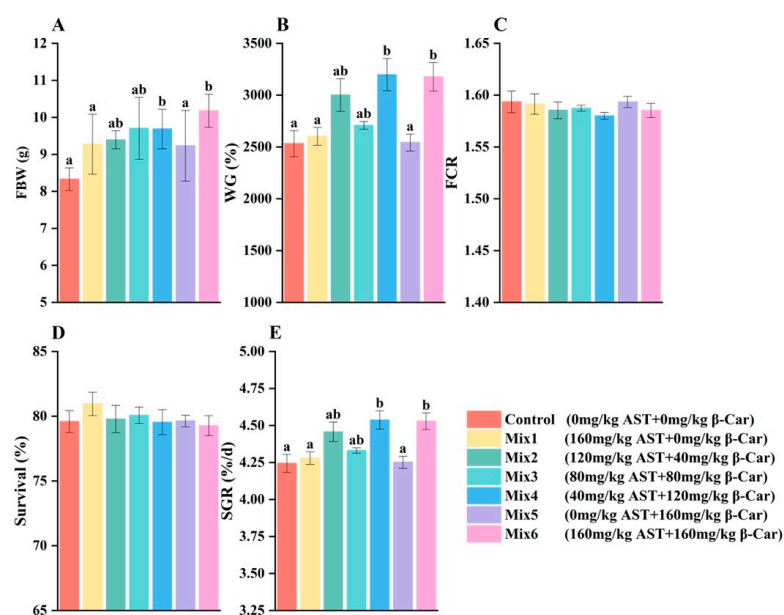 A
FBW (g)
12
11
10
9
8
7
6
5
a
a
ab
ab
b
a
b
B
WG (%)
3500
3000
2500
2000
1500
1000
a
a
ab
ab
b
a
b
C
FCR
1.65
1.60
1.55
1.50
1.45
1.40
D
Survival (%)
85
80
75
70
65
E
SGR (%/d)
5.00
4.75
4.50
4.25
4.00
3.75
3.50
3.25
a
a
ab
ab
b
a
b
Control (0mg/kg AST+0mg/kg β-Car)
Mix1 (160mg/kg AST+0mg/kg β-Car)
Mix2 (120mg/kg AST+40mg/kg β-Car)
Mix3 (80mg/kg AST+80mg/kg β-Car)
Mix4 (40mg/kg AST+120mg/kg β-Car)
Mix5 (0mg/kg AST+160mg/kg β-Car)
Mix6 (160mg/kg AST+160mg/kg β-Car)